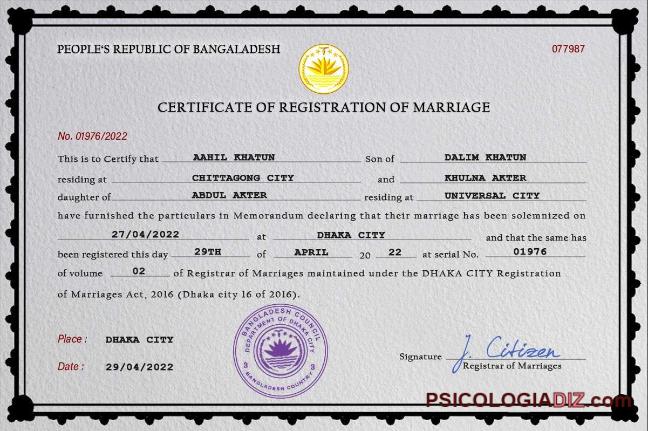 PEOPLE'S REPUBLIC OF BANGALADESH
077987
CERTIFICATE OF REGISTRATION OF MARRIAGE
No. 01976/2022
This is to Certify that AAHIL KHATUN Son of DALIM KHATUN
residing at CHITTAGONG CITY and KHULNA AKTER
daughter of ABDUL AKTER residing at UNIVERSAL CITY
have furnished the particulars in Memorandum declaring that their marriage has been solemnized on
27/04/2022 at DHAKA CITY and that the same has
been registered this day 29TH of APRIL 20 22 at serial No. 01976
of volume 02 of Registrar of Marriages maintained under the DHAKA CITY Registration
of Marriages Act, 2016 (Dhaka city 16 of 2016).
Place : DHAKA CITY
Date : 29/04/2022
BANGLADESH COUNCIL
DEPARTMENT OF DHAKA CITY
BANGLADESH COUNTRY
Signature J. Citizen
Registrar of Marriages
PSICOLOGIADIZ.com